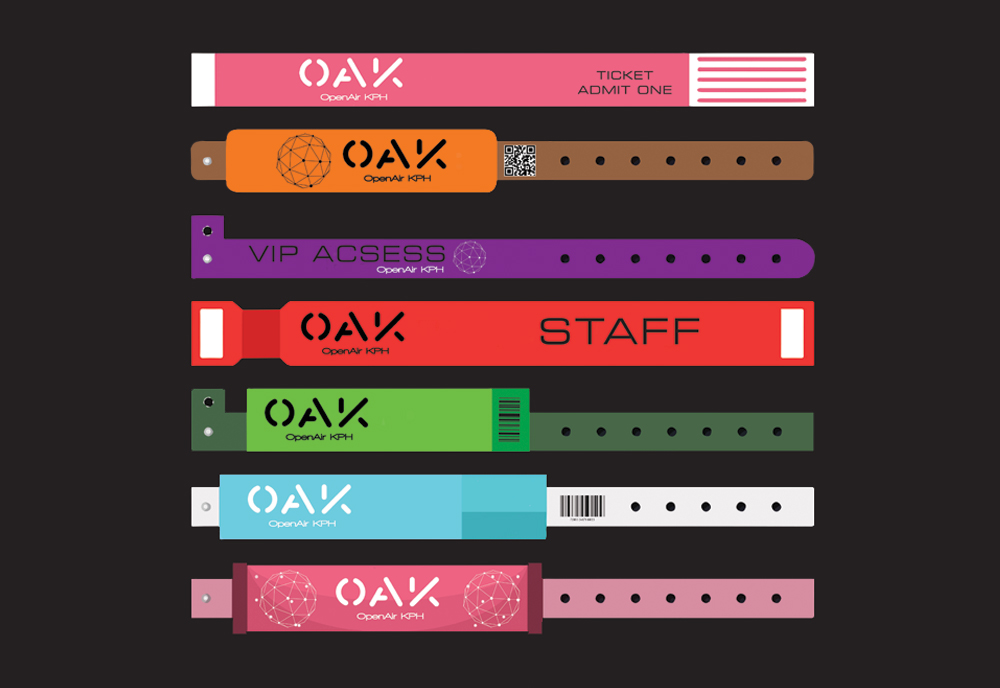 OAK
OpenAir KPH
TICKET
ADMIT ONE
OAK
OpenAir KPH
VIP ACSESS
OpenAir KPH
OAK
OpenAir KPH
STAFF
OAK
OpenAir KPH
OAK
OpenAir KPH
OAK
OpenAir KPH